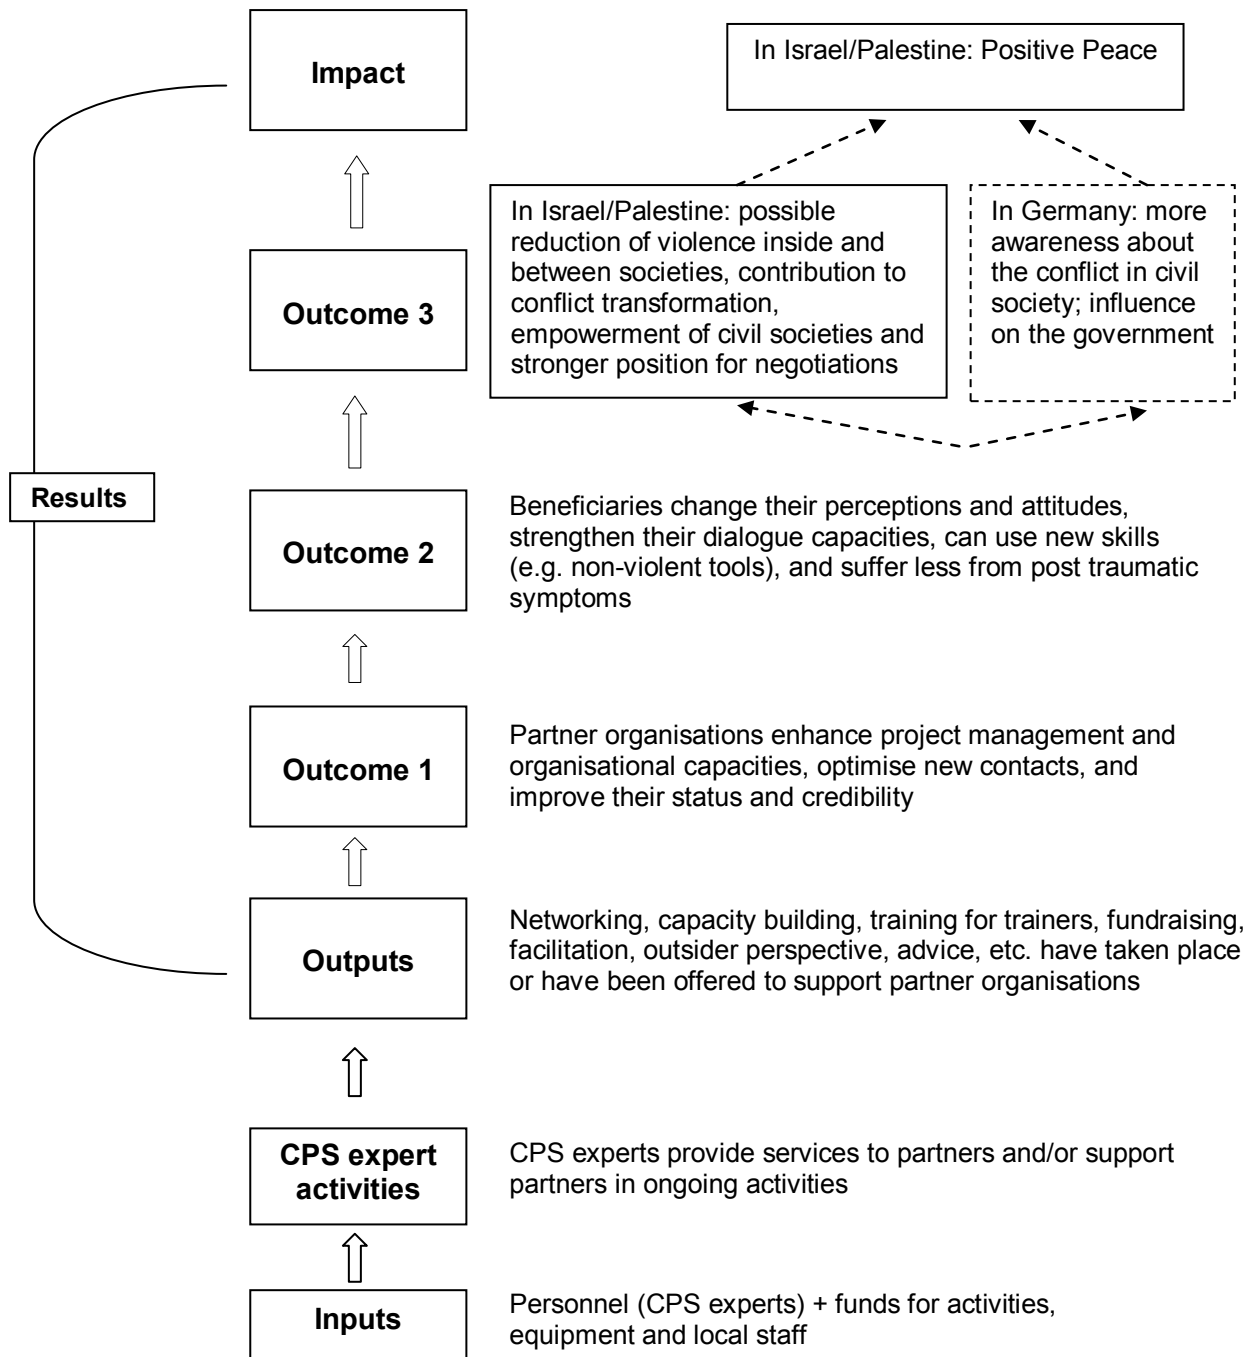 Impact
In Israel/Palestine: Positive Peace
In Israel/Palestine: possible
reduction of violence inside and
between societies, contribution to
conflict transformation,
empowerment of civil societies and
stronger position for negotiations
In Germany: more
awareness about
the conflict in civil
society; influence
on the government
Outcome 3
Results
Outcome 2
Beneficiaries change their perceptions and attitudes,
strengthen their dialogue capacities, can use new skills
(e.g. non-violent tools), and suffer less from post traumatic
symptoms
Outcome 1
Partner organisations enhance project management and
organisational capacities, optimise new contacts, and
improve their status and credibility
Outputs
Networking, capacity building, training for trainers, fundraising,
facilitation, outsider perspective, advice, etc. have taken place
or have been offered to support partner organisations
CPS expert
activities
CPS experts provide services to partners and/or support
partners in ongoing activities
Inputs
Personnel (CPS experts) + funds for activities,
equipment and local staff